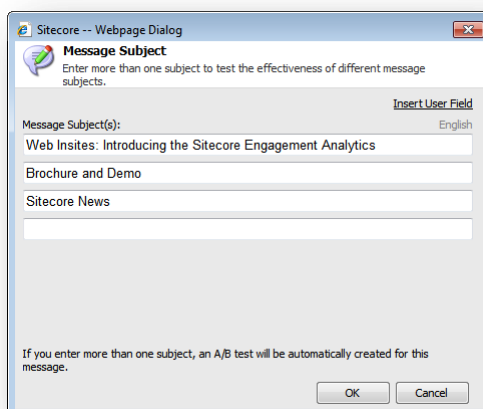 Sitecore -- Webpage Dialog
Message Subject
Enter more than one subject to test the effectiveness of different message
subjects.
Insert User Field
Message Subject(s):
English
Web Insites: Introducing the Sitecore Engagement Analytics
Brochure and Demo
Sitecore News
If you enter more than one subject, an A/B test will be automatically created for this
message.
OK
Cancel